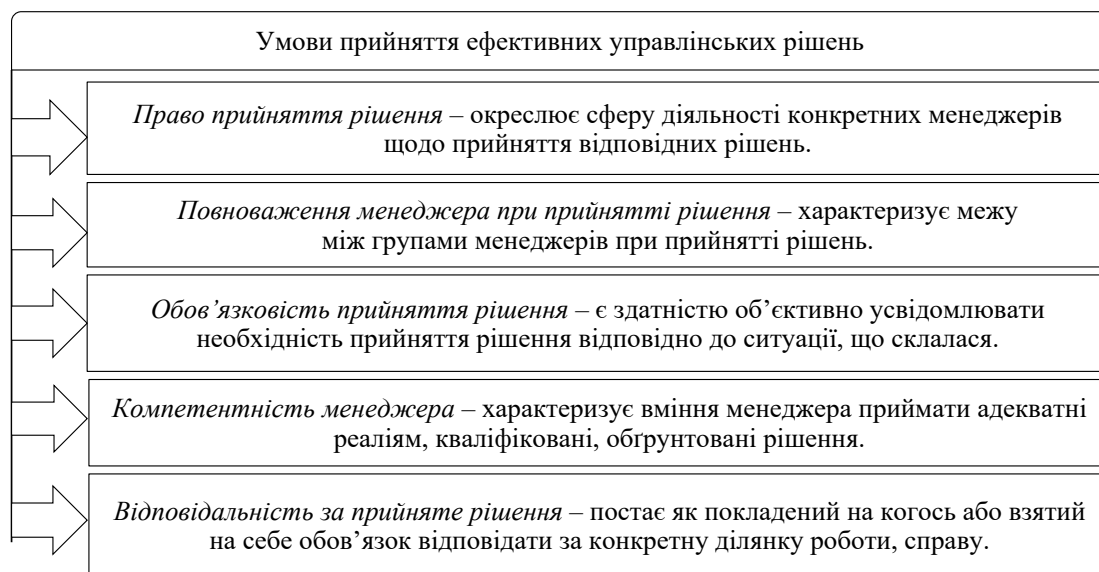 Умови прийняття ефективних управлінських рішень
Право прийняття рішення – окреслює сферу діяльності конкретних менеджерів
щодо прийняття відповідних рішень.
Повноваження менеджера при прийнятті рішення – характеризує межу
між групами менеджерів при прийнятті рішень.
Обов’язковість прийняття рішення – є здатністю об’єктивно усвідомлювати
необхідність прийняття рішення відповідно до ситуації, що склалася.
Компетентність менеджера – характеризує вміння менеджера приймати адекватні
реаліям, кваліфіковані, обґрунтовані рішення.
Відповідальність за прийняте рішення – постає як покладений на когось або взятий
на себе обов’язок відповідати за конкретну ділянку роботи, справу.